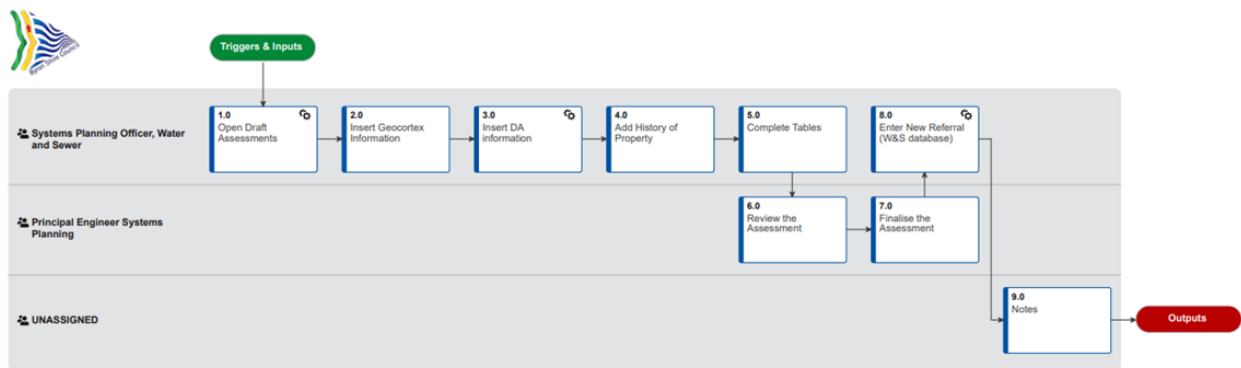 Byron Shire Council
Triggers & Inputs
Systems Planning Officer, Water
and Sewer
1.0
Open Draft
Assessments
2.0
Insert Geocortex
Information
3.0
Insert DA
information
4.0
Add History of
Property
5.0
Complete Tables
8.0
Enter New Referral
(W&S database)
Principal Engineer Systems
Planning
6.0
Review the
Assessment
7.0
Finalise the
Assessment
UNASSIGNED
9.0
Notes
Outputs